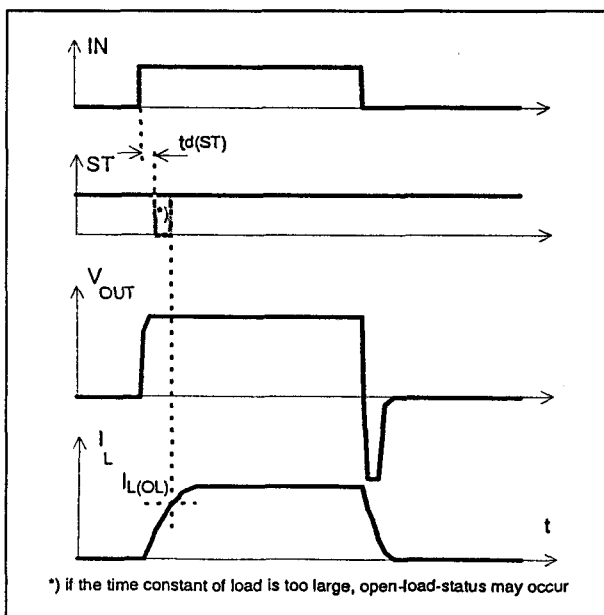 IN
td(ST)
ST
*)
VOUT
IL
IL(OL)
t
*) if the time constant of load is too large, open-load-status may occur